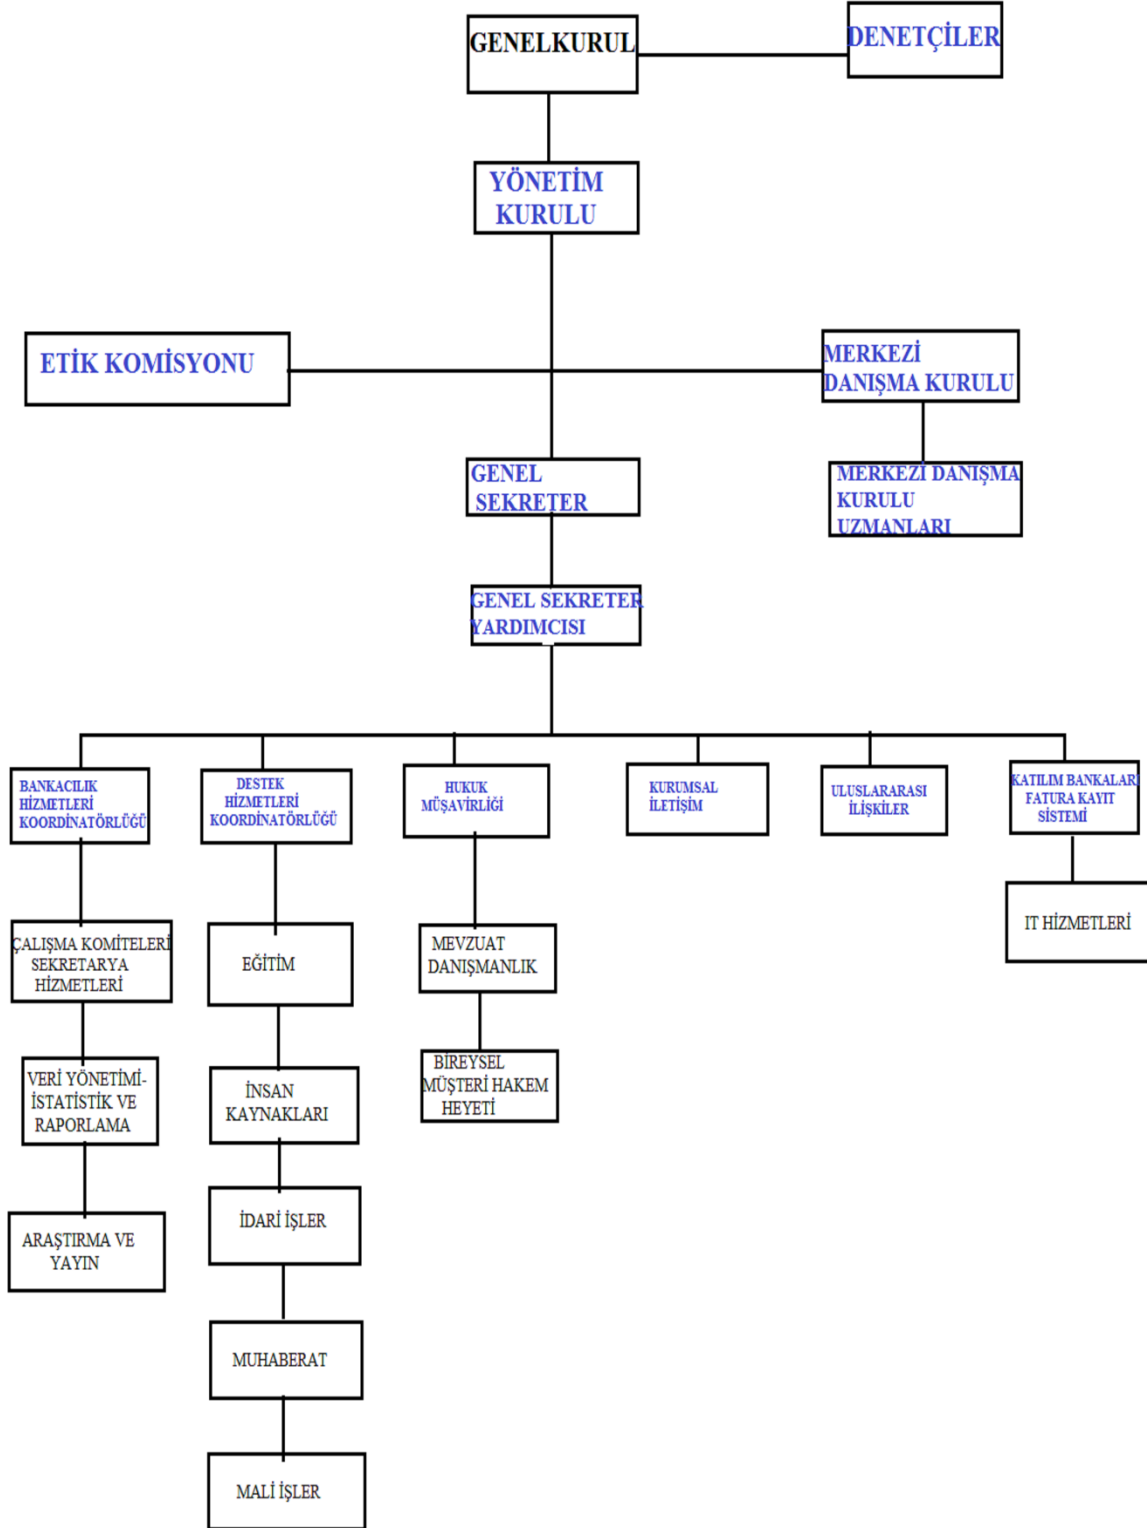 GENELKURUL
DENETÇİLER
YÖNETİM
KURULU
ETİK KOMİSYONU
MERKEZİ
DANIŞMA KURULU
GENEL
SEKRETER
MERKEZİ DANIŞMA
KURULU
UZMANLARI
GENEL SEKRETER
YARDIMCISI
BANKACILIK
HİZMETLERİ
KOORDİNATÖRLÜĞÜ
DESTEK
HİZMETLERİ
KOORDİNATÖRLÜĞÜ
HUKUK
MÜŞAVİRLİĞİ
KURUMSAL
İLETİŞİM
ULUSLARARASI
İLİŞKİLER
KATILIM BANKALARI
FATURA KAYIT
SİSTEMİ
ÇALIŞMA KOMİTELERİ
SEKRETARYA
HİZMETLERİ
EĞİTİM
MEVZUAT
DANIŞMANLIK
IT HİZMETLERİ
VERİ YÖNETİMİ-
İSTATİSTİK VE
RAPORLAMA
İNSAN
KAYNAKLARI
BİREYSEL
MÜŞTERİ HAKEM
HEYETİ
ARAŞTIRMA VE
YAYIN
İDARİ İŞLER
MUHABERAT
MALİ İŞLER